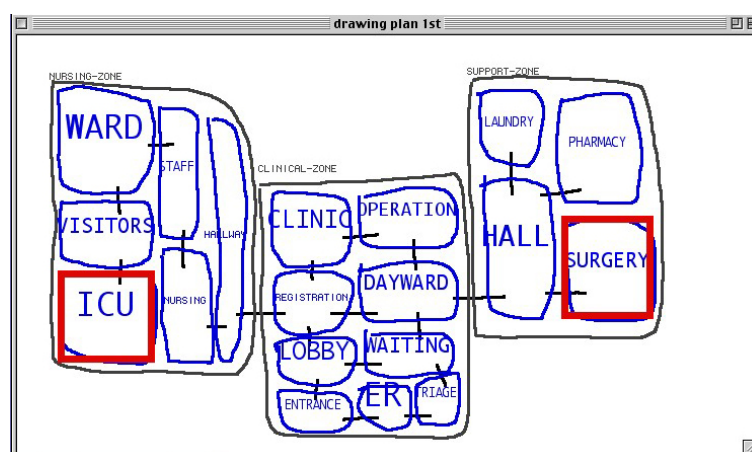 drawing plan 1st
NURSING-ZONE
WARD
STAFF
VISITORS
HALLWAY
ICU
NURSING
CLINICAL-ZONE
CLINIC
OPERATION
REGISTRATION
DAYWARD
LOBBY
WAITING
ENTRANCE
ER
TRIAGE
SUPPORT-ZONE
LAUNDRY
PHARMACY
HALL
SURGERY